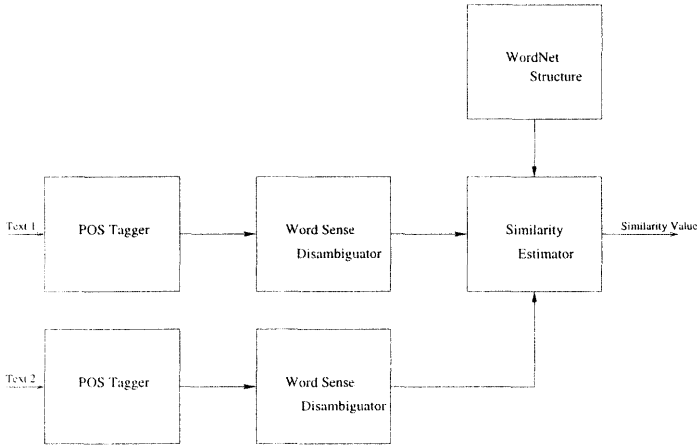 WordNet
Structure
Text 1
POS Tagger
Word Sense
Disambiguator
Similarity
Estimator
Similarity Value
Text 2
POS Tagger
Word Sense
Disambiguator